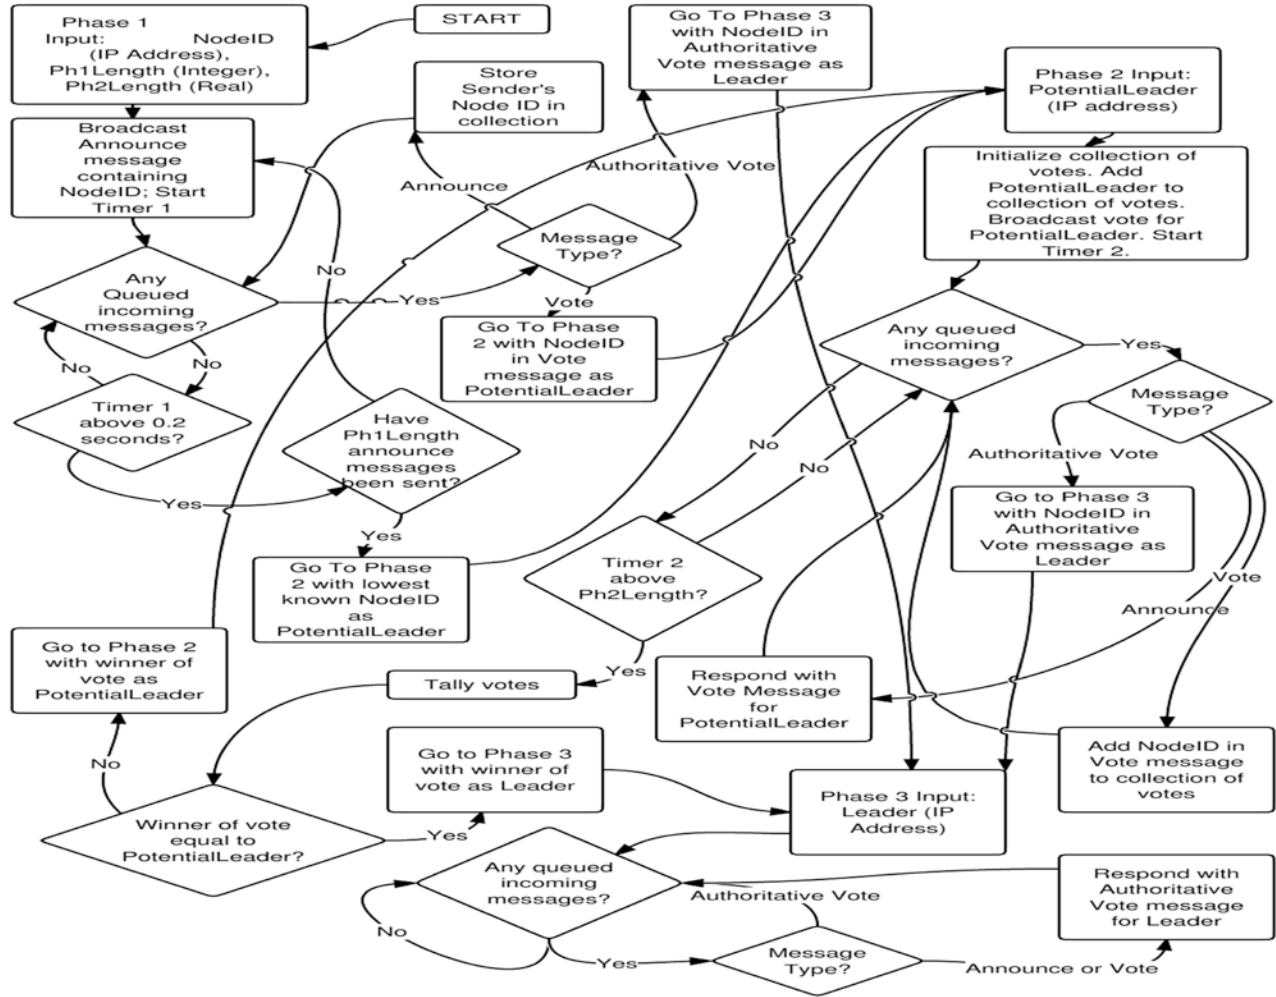 Phase 1
Input: NodeID
(IP Address),
Ph1Length (Integer),
Ph2Length (Real)
START
Go To Phase 3
with NodeID in
Authoritative
Vote message as
Leader
Store
Sender's
Node ID in
collection
Phase 2 Input:
PotentialLeader
(IP address)
Broadcast
Announce
message
containing
NodeID; Start
Timer 1
Initialize collection of
votes. Add
PotentialLeader to
collection of votes.
Broadcast vote for
PotentialLeader. Start
Timer 2.
Authoritative Vote
Announce
Message
Type?
No
Any
Queued
incoming
messages?
Yes
Vote
Go To Phase
2 with NodeID
in Vote
message as
PotentialLeader
Any queued
incoming
messages?
Yes
Message
Type?
No
No
Timer 1
above 0.2
seconds?
Have
Ph1Length
announce
messages
been sent?
Yes
No
No
Authoritative Vote
Go to Phase 3
with NodeID in
Authoritative
Vote message as
Leader
Yes
Go To Phase
2 with lowest
known NodeID
as
PotentialLeader
Timer 2
above
Ph2Length?
Vote
Announce
Go to Phase 2
with winner of
vote as
PotentialLeader
Yes
Tally votes
Respond with
Vote Message
for
PotentialLeader
Add NodeID in
Vote message
to collection of
votes
No
Go to Phase 3
with winner of
vote as Leader
Phase 3 Input:
Leader (IP
Address)
Winner of vote
equal to
PotentialLeader?
Yes
Any queued
incoming
messages?
Authoritative Vote
Respond with
Authoritative
Vote message
for Leader
No
Yes
Message
Type?
Announce or Vote